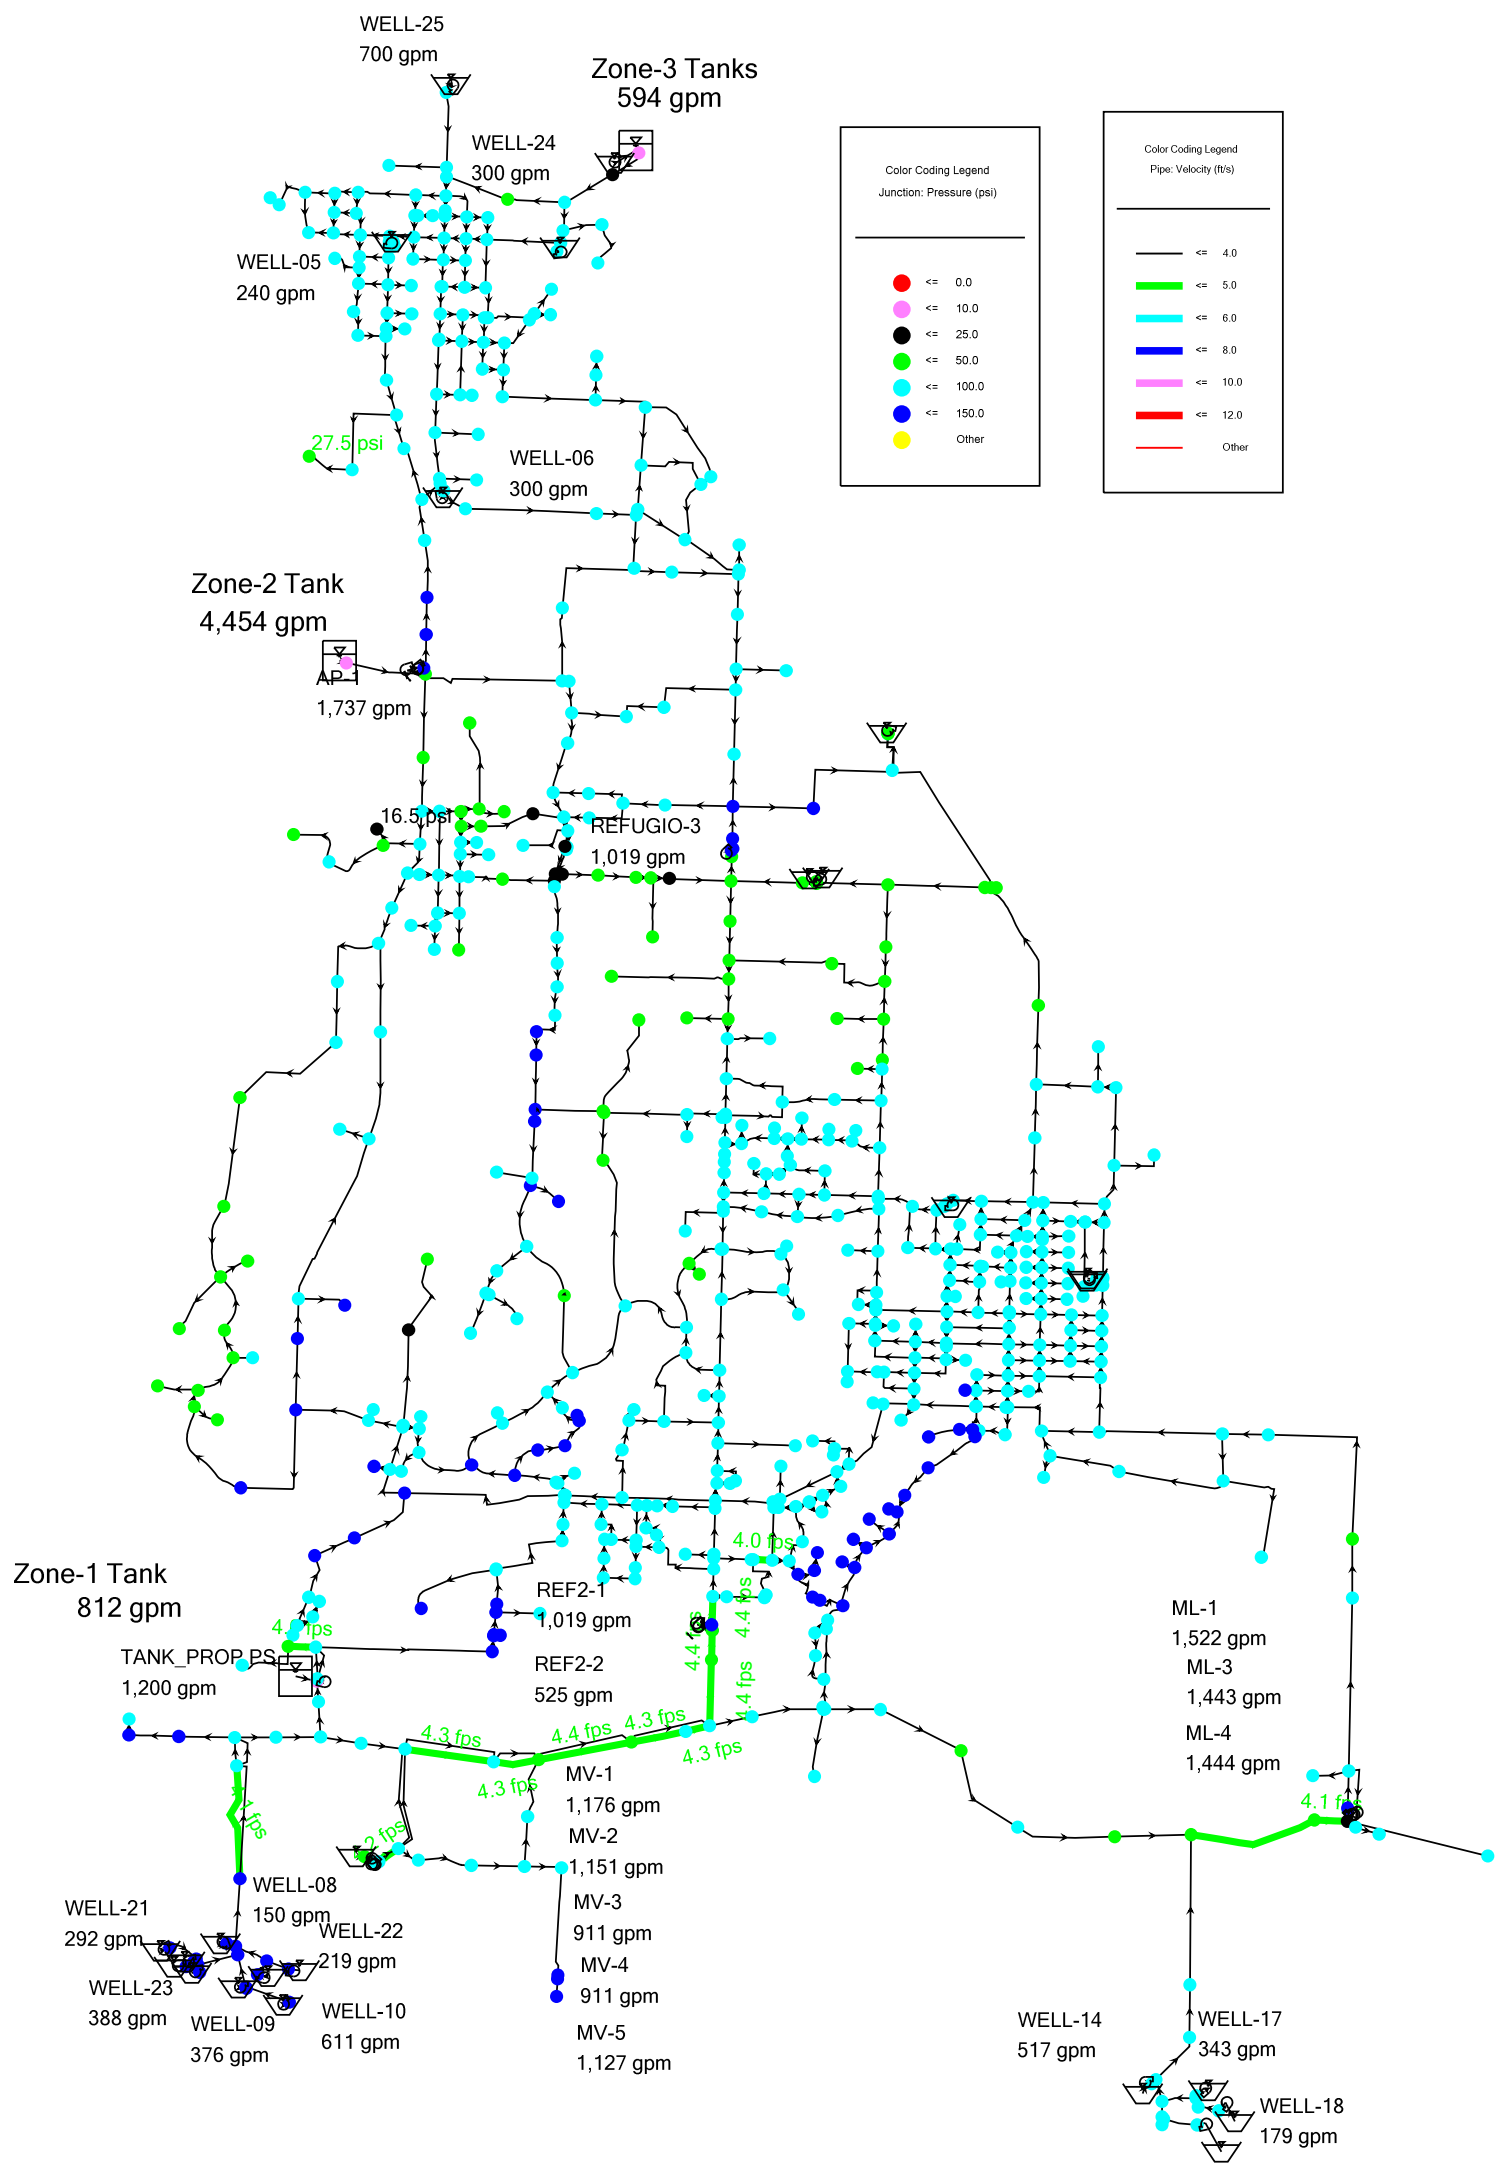 WELL-25
700 gpm
Zone-3 Tanks
594 gpm
WELL-24
300 gpm
Color Coding Legend
Junction: Pressure (psi)
<= 0.0
<= 10.0
<= 25.0
<= 50.0
<= 100.0
<= 150.0
Other
Color Coding Legend
Pipe: Velocity (ft/s)
<= 4.0
<= 5.0
<= 6.0
<= 8.0
<= 10.0
<= 12.0
Other
WELL-05
240 gpm
27.5 psi
WELL-06
300 gpm
Zone-2 Tank
4,454 gpm
AP-1
1,737 gpm
16.5 psi
REFUGIO-3
1,019 gpm
4.0 fps
Zone-1 Tank
812 gpm
REF2-1
1,019 gpm
4.4 fps
4.4 fps
4.4 fps
TANK_PROP PS
1,200 gpm
REF2-2
525 gpm
ML-1
1,522 gpm
ML-3
1,443 gpm
ML-4
1,444 gpm
4.3 fps
4.4 fps
4.3 fps
4.3 fps
4.3 fps
MV-1
1,176 gpm
MV-2
1,151 gpm
MV-3
911 gpm
MV-4
911 gpm
MV-5
1,127 gpm
4.1 fps
WELL-08
150 gpm
WELL-21
292 gpm
WELL-22
219 gpm
WELL-23
388 gpm
WELL-09
376 gpm
WELL-10
611 gpm
WELL-14
517 gpm
WELL-17
343 gpm
WELL-18
179 gpm